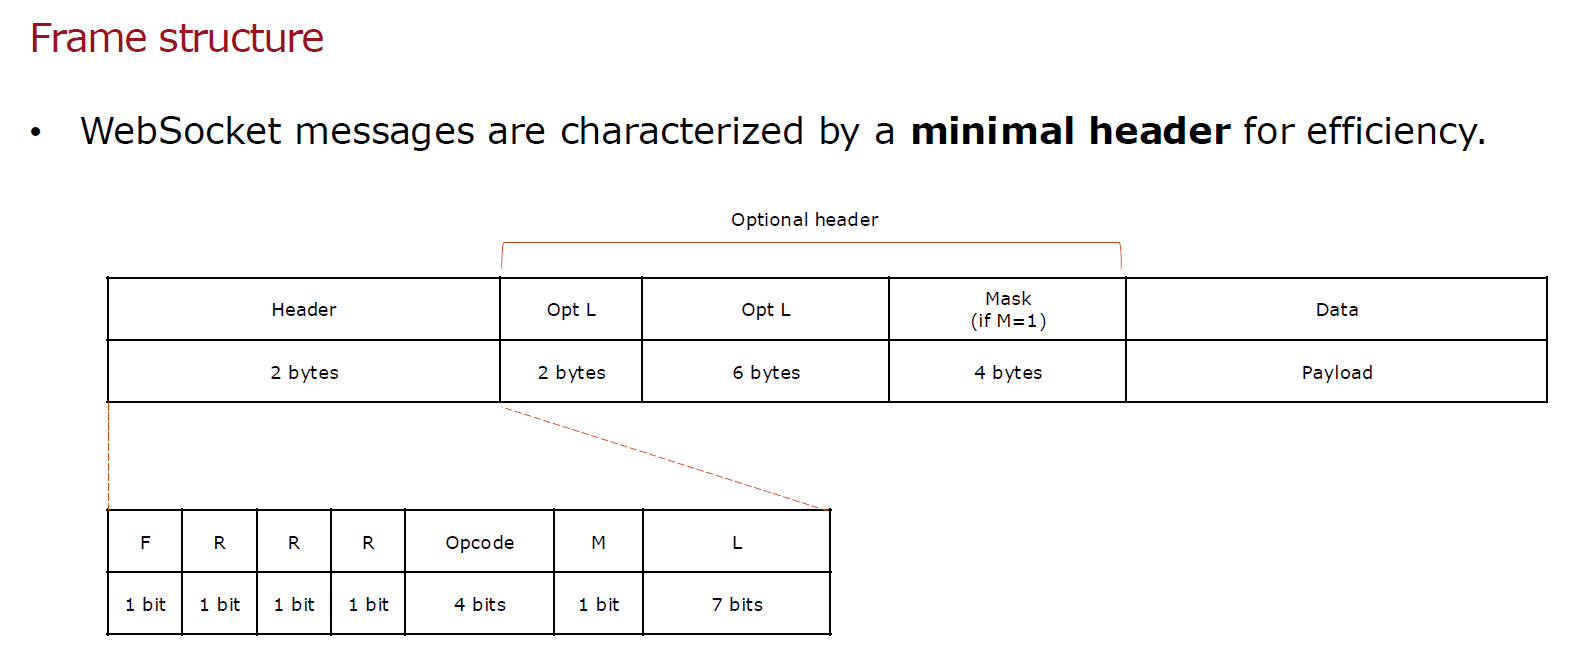 Frame structure
• WebSocket messages are characterized by a minimal header for efficiency.
Optional header
Header Opt L Opt L Mask (if M=1) Data
2 bytes 2 bytes 6 bytes 4 bytes Payload
F R R R Opcode M L
1 bit 1 bit 1 bit 1 bit 4 bits 1 bit 7 bits